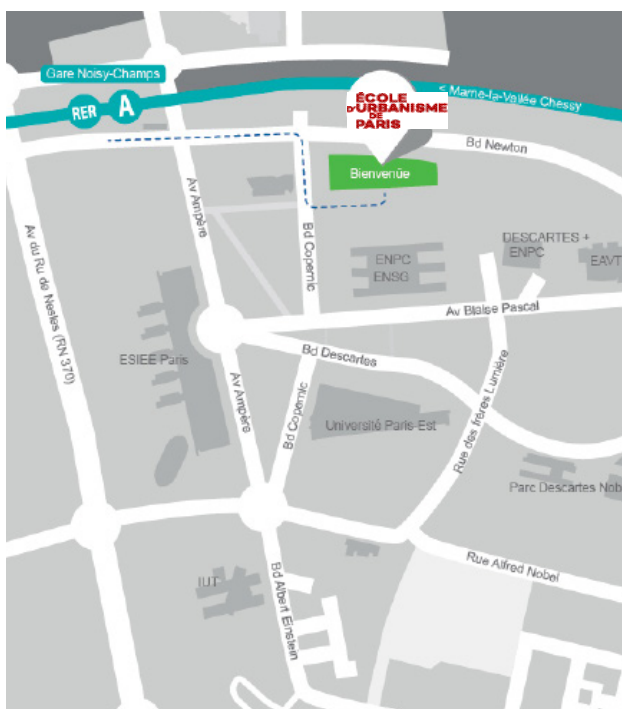 Gare Noisy-Champs
RER A
< Marne-la-Vallée Chessy
ÉCOLE
D'URBANISME
DE
PARIS
Bd Newton
Bienvenüe
Av Ampère
Av du Ru de Nesles (RN 370)
Bd Copernic
DESCARTES +
ENPC
EAVT
ENPC
ENSG
Av Blaise Pascal
ESIEE Paris
Bd Descartes
Av Ampère
Bd Copernic
Rue des frères Lumière
Université Paris-Est
Parc Descartes Nob
Rue Alfred Nobel
IUT
Bd Albert Einstein